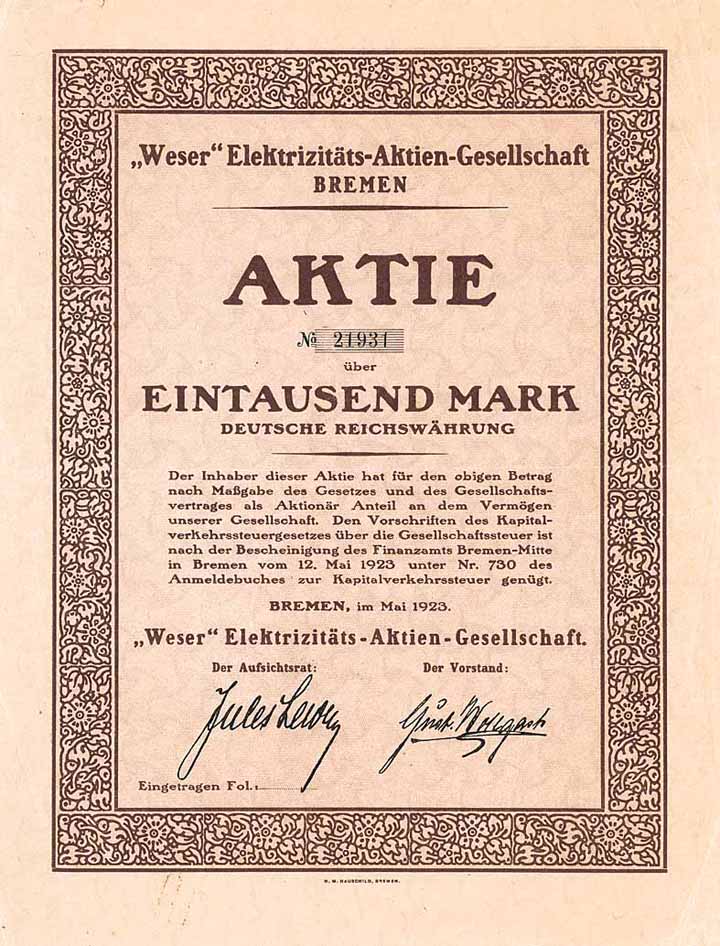 „Weser“ Elektrizitäts-Aktien-Gesellschaft
BREMEN
AKTIE
№ 21931
über
EINTAUSEND MARK
DEUTSCHE REICHSWÄHRUNG
Der Inhaber dieser Aktie hat für den obigen Betrag
nach Maßgabe des Gesetzes und des Gesellschafts-
vertrages als Aktionär Anteil an dem Vermögen
unserer Gesellschaft. Den Vorschriften des Kapital-
verkehrssteuergesetzes über die Gesellschaftssteuer ist
nach der Bescheinigung des Finanzamts Bremen-Mitte
in Bremen vom 12. Mai 1923 unter Nr. 730 des
Anmeldebuches zur Kapitalverkehrssteuer genügt.
BREMEN, im Mai 1923.
„Weser“ Elektrizitäts-Aktien-Gesellschaft.
Der Aufsichtsrat: Der Vorstand:
Jules Gust.
Eingetragen Fol.:
H. M. HAUSCHILD, BREMEN.